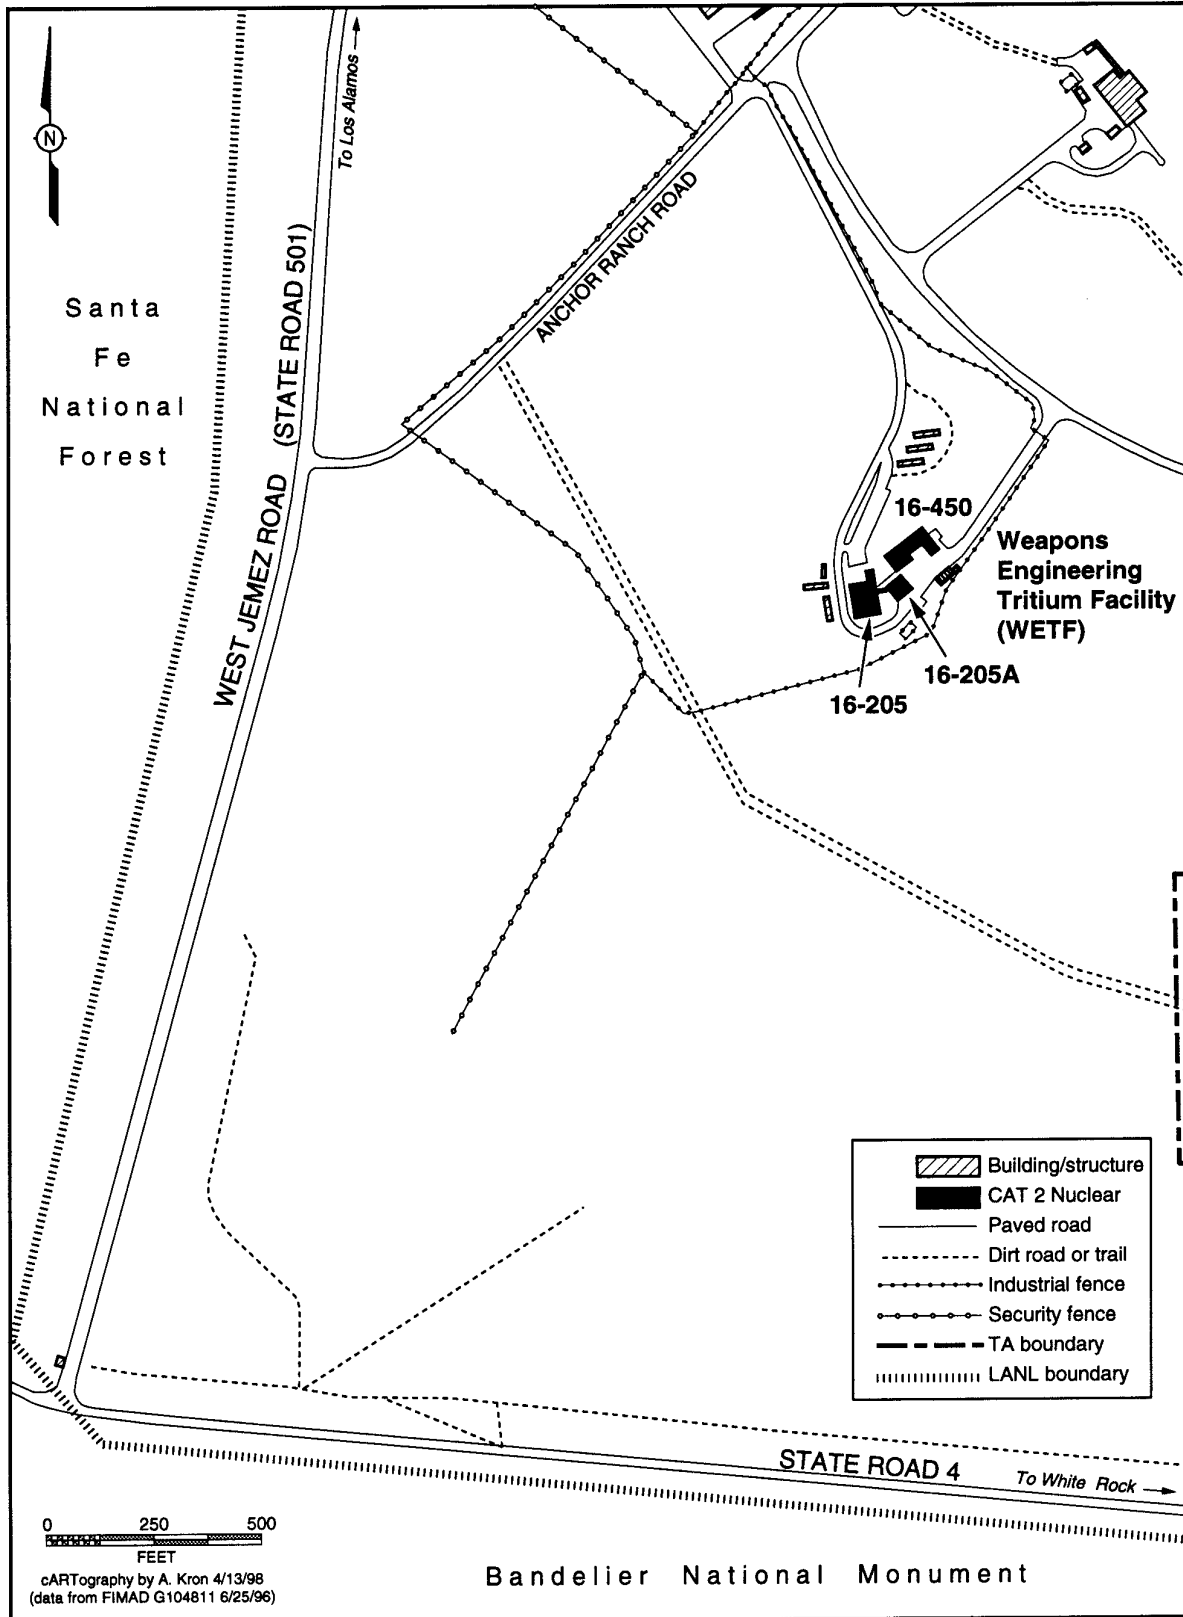 N
To Los Alamos
Santa
Fe
National
Forest
WEST JEMEZ ROAD (STATE ROAD 501)
ANCHOR RANCH ROAD
16-450
Weapons
Engineering
Tritium Facility
(WETF)
16-205A
16-205
Building/structure
CAT 2 Nuclear
Paved road
Dirt road or trail
Industrial fence
Security fence
TA boundary
LANL boundary
STATE ROAD 4
To White Rock
0 250 500
FEET
cARTography by A. Kron 4/13/98
(data from FIMAD G104811 6/25/96)
Bandelier National Monument